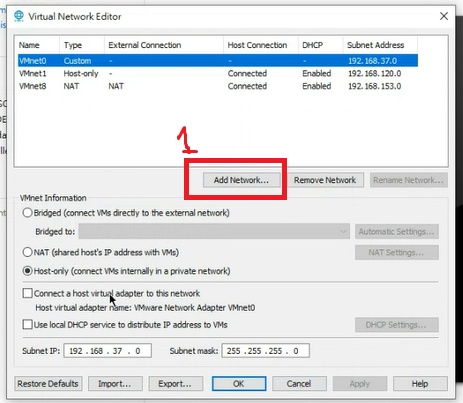 Virtual Network Editor
Name Type External Connection Host Connection DHCP Subnet Address
VMnet0 Custom - - - 192.168.37.0
VMnet1 Host-only - Connected Enabled 192.168.120.0
VMnet8 NAT NAT Connected Enabled 192.168.153.0
1
Add Network... Remove Network Rename Network...
VMnet Information
Bridged (connect VMs directly to the external network)
Bridged to: Automatic Settings...
NAT (shared host's IP address with VMs) NAT Settings...
Host-only (connect VMs internally in a private network)
Connect a host virtual adapter to this network
Host virtual adapter name: VMware Network Adapter VMnet0
Use local DHCP service to distribute IP address to VMs DHCP Settings...
Subnet IP: 192 . 168 . 37 . 0 Subnet mask: 255 . 255 . 255 . 0
Restore Defaults Import... Export... OK Cancel Apply Help